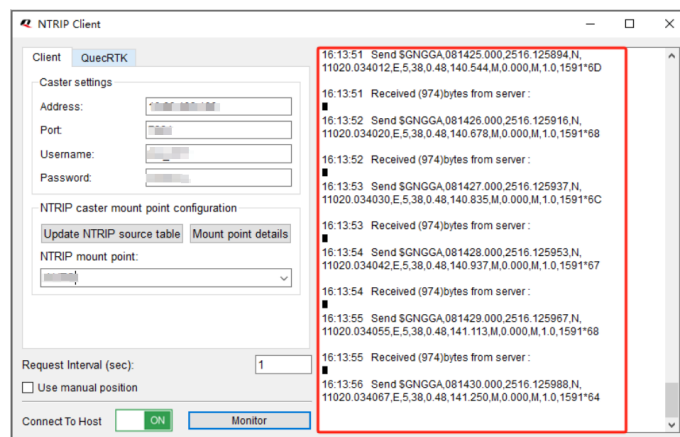 NTRIP Client
Client
QuecRTK
Caster settings
Address:
Port:
Username:
Password:
NTRIP caster mount point configuration
Update NTRIP source table
Mount point details
NTRIP mount point:
Request Interval (sec):
1
Use manual position
Connect To Host
ON
Monitor
16:13:51 Send $GNGGA,081425.000,2516.125894,N,
11020.034012,E,5,38,0.48,140.544,M,0.000,M,1.0,1591*6D
16:13:51 Received (974)bytes from server :
16:13:52 Send $GNGGA,081426.000,2516.125916,N,
11020.034020,E,5,38,0.48,140.678,M,0.000,M,1.0,1591*68
16:13:52 Received (974)bytes from server :
16:13:53 Send $GNGGA,081427.000,2516.125937,N,
11020.034030,E,5,38,0.48,140.835,M,0.000,M,1.0,1591*6C
16:13:53 Received (974)bytes from server :
16:13:54 Send $GNGGA,081428.000,2516.125953,N,
11020.034042,E,5,38,0.48,140.937,M,0.000,M,1.0,1591*67
16:13:54 Received (974)bytes from server :
16:13:55 Send $GNGGA,081429.000,2516.125967,N,
11020.034055,E,5,38,0.48,141.113,M,0.000,M,1.0,1591*68
16:13:55 Received (974)bytes from server :
16:13:56 Send $GNGGA,081430.000,2516.125988,N,
11020.034067,E,5,38,0.48,141.250,M,0.000,M,1.0,1591*64